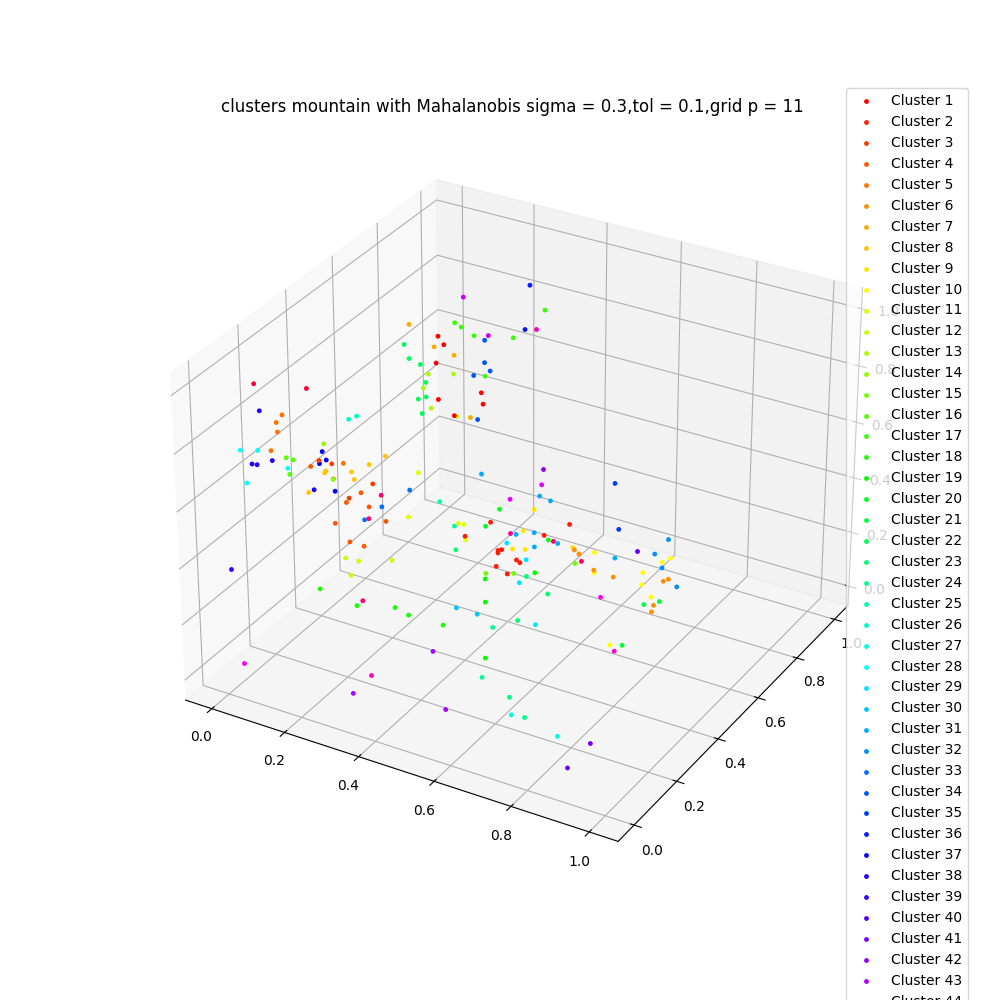 clusters mountain with Mahalanobis sigma = 0.3,tol = 0.1,grid p = 11
Cluster 1
Cluster 2
Cluster 3
Cluster 4
Cluster 5
Cluster 6
Cluster 7
Cluster 8
Cluster 9
Cluster 10
Cluster 11
Cluster 12
Cluster 13
Cluster 14
Cluster 15
Cluster 16
Cluster 17
Cluster 18
Cluster 19
Cluster 20
Cluster 21
Cluster 22
Cluster 23
Cluster 24
Cluster 25
Cluster 26
Cluster 27
Cluster 28
Cluster 29
Cluster 30
Cluster 31
Cluster 32
Cluster 33
Cluster 34
Cluster 35
Cluster 36
Cluster 37
Cluster 38
Cluster 39
Cluster 40
Cluster 41
Cluster 42
Cluster 43
Cluster 44
0.8
0.6
0.4
0.2
0.0
1.0
0.8
0.6
0.4
0.2
0.0
0.0
0.2
0.4
0.6
0.8
1.0